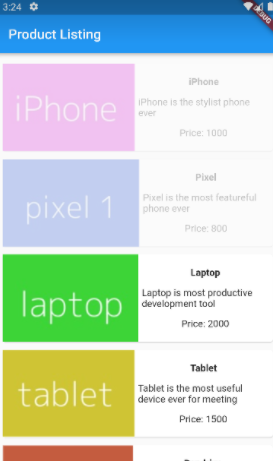 3:24
Product Listing
iPhone
iPhone
iPhone is the stylist phone
ever
Price: 1000
pixel 1
Pixel
Pixel is the most featureful
phone ever
Price: 800
laptop
Laptop
Laptop is most productive
development tool
Price: 2000
tablet
Tablet
Tablet is the most useful
device ever for meeting
Price: 1500